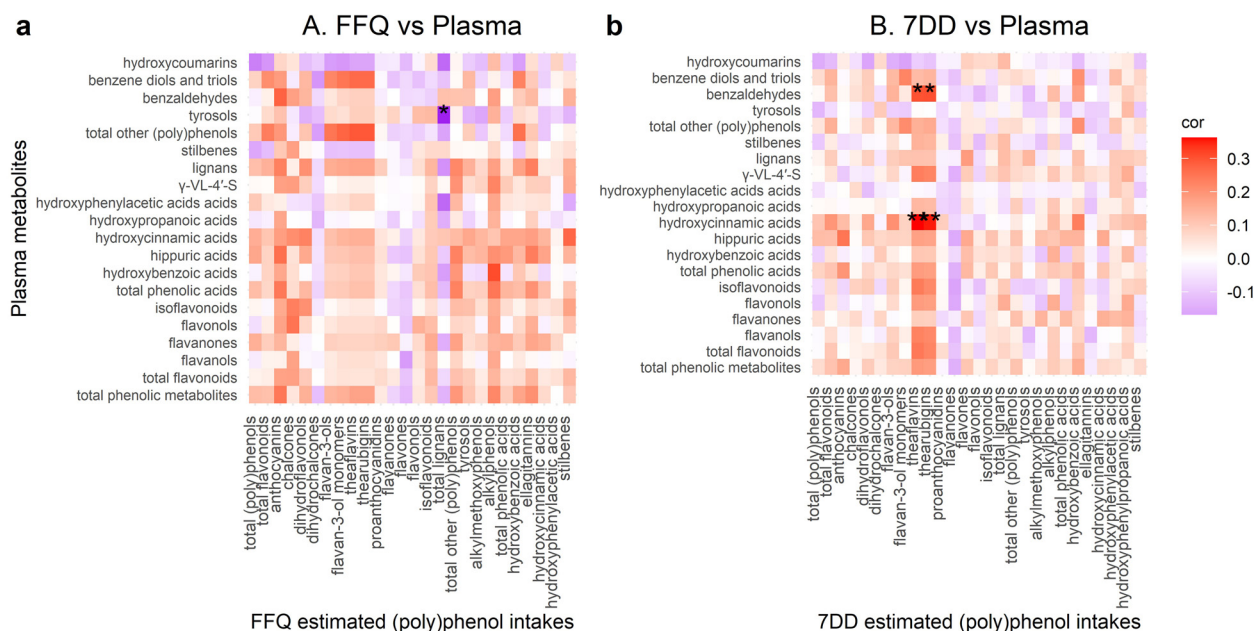 a
A. FFQ vs Plasma
Plasma metabolites
hydroxycoumarins
benzene diols and triols
benzaldehydes
tyrosols
total other (poly)phenols
stilbenes
lignans
γ-VL-4′-S
hydroxyphenylacetic acids acids
hydroxypropanoic acids
hydroxycinnamic acids
hippuric acids
hydroxybenzoic acids
total phenolic acids
isoflavonoids
flavonols
flavanones
flavanols
total flavonoids
total phenolic metabolites
*
total (poly)phenols
total flavonoids
anthocyanins
chalcones
dihydroflavonols
dihydrochalcones
flavan-3-ols
flavan-3-ol monomers
theaflavins
thearubigins
proanthocyanidins
flavanones
flavones
flavonols
isoflavonoids
total lignans
total other (poly)phenols
tyrosols
alkylmethoxyphenols
alkylphenols
total phenolic acids
hydroxybenzoic acids
ellagitannins
hydroxycinnamic acids
hydroxyphenylacetic acids
stilbenes
FFQ estimated (poly)phenol intakes
b
B. 7DD vs Plasma
hydroxycoumarins
benzene diols and triols
benzaldehydes
tyrosols
total other (poly)phenols
stilbenes
lignans
γ-VL-4′-S
hydroxyphenylacetic acids acids
hydroxypropanoic acids
hydroxycinnamic acids
hippuric acids
hydroxybenzoic acids
total phenolic acids
isoflavonoids
flavonols
flavanones
flavanols
total flavonoids
total phenolic metabolites
**
***
total (poly)phenols
total flavonoids
anthocyanins
chalcones
dihydroflavonols
dihydrochalcones
flavan-3-ols
flavan-3-ol monomers
theaflavins
thearubigins
proanthocyanidins
flavanones
flavones
flavonols
isoflavonoids
total lignans
total other (poly)phenols
tyrosols
alkylmethoxyphenols
alkylphenols
total phenolic acids
hydroxybenzoic acids
ellagitannins
hydroxycinnamic acids
hydroxyphenylacetic acids
hydroxyphenylpropanoic acids
stilbenes
7DD estimated (poly)phenol intakes
cor
0.3
0.2
0.1
0.0
-0.1